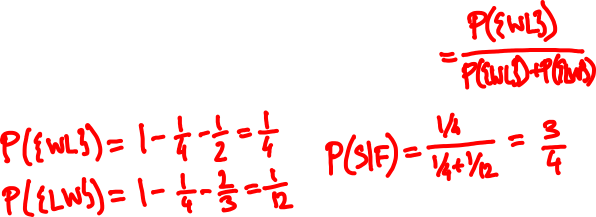 = P({WL}) / P({WL})+P({LW})
P({WL}) = 1 - 1/4 - 1/2 = 1/4
P(S|F) = 1/4 / 1/4+1/12 = 3/4
P({LW}) = 1 - 1/4 - 2/3 = 1/12